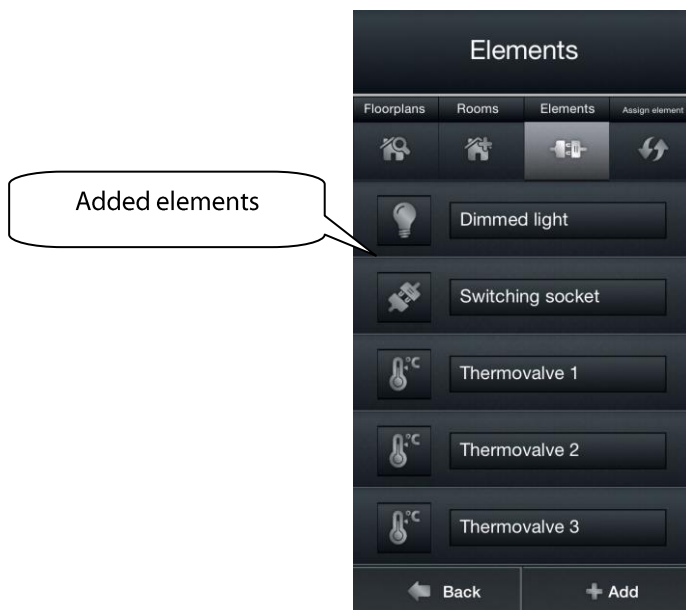 Elements
Floorplans Rooms Elements Assign element
Added elements
Dimmed light
Switching socket
°C Thermovalve 1
°C Thermovalve 2
°C Thermovalve 3
Back Add